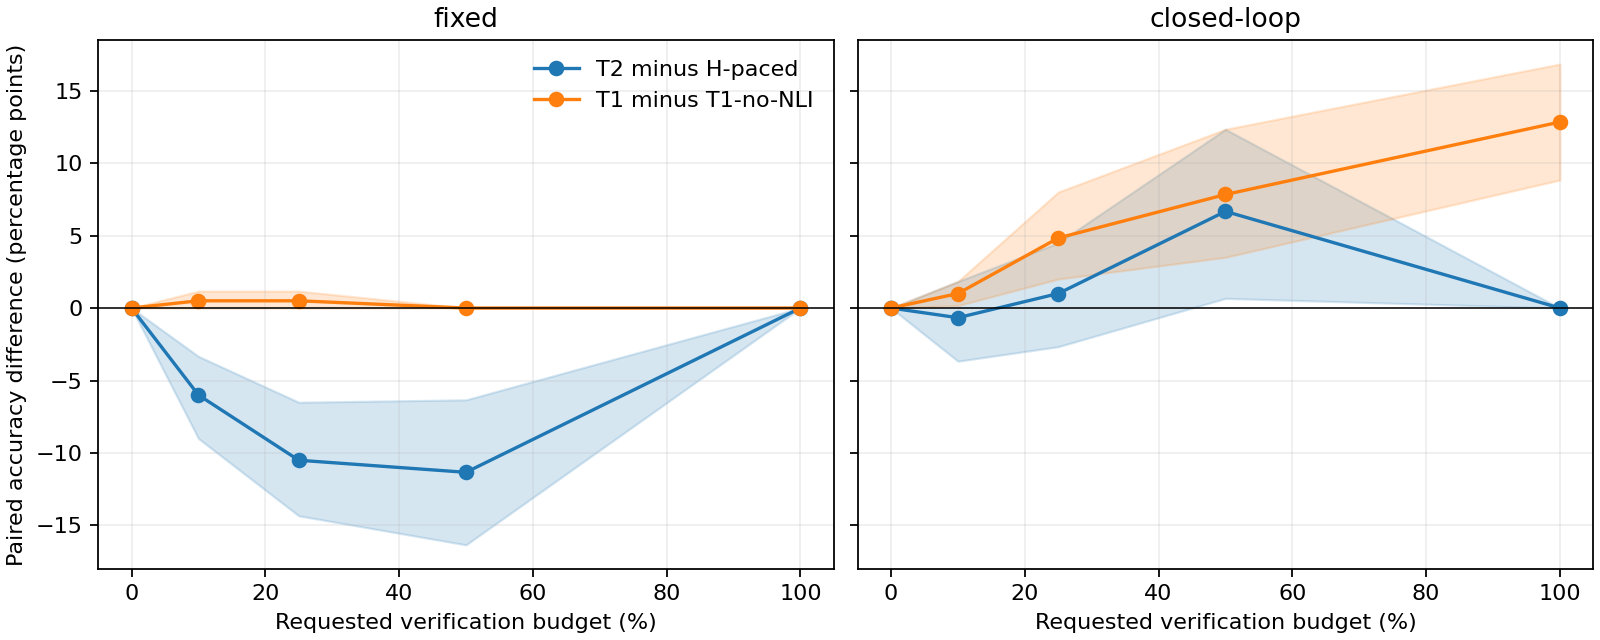 fixed
closed-loop
Paired accuracy difference (percentage points)
15
10
5
0
−5
−10
−15
T2 minus H-paced
T1 minus T1-no-NLI
0 20 40 60 80 100
0 20 40 60 80 100
Requested verification budget (%)
Requested verification budget (%)